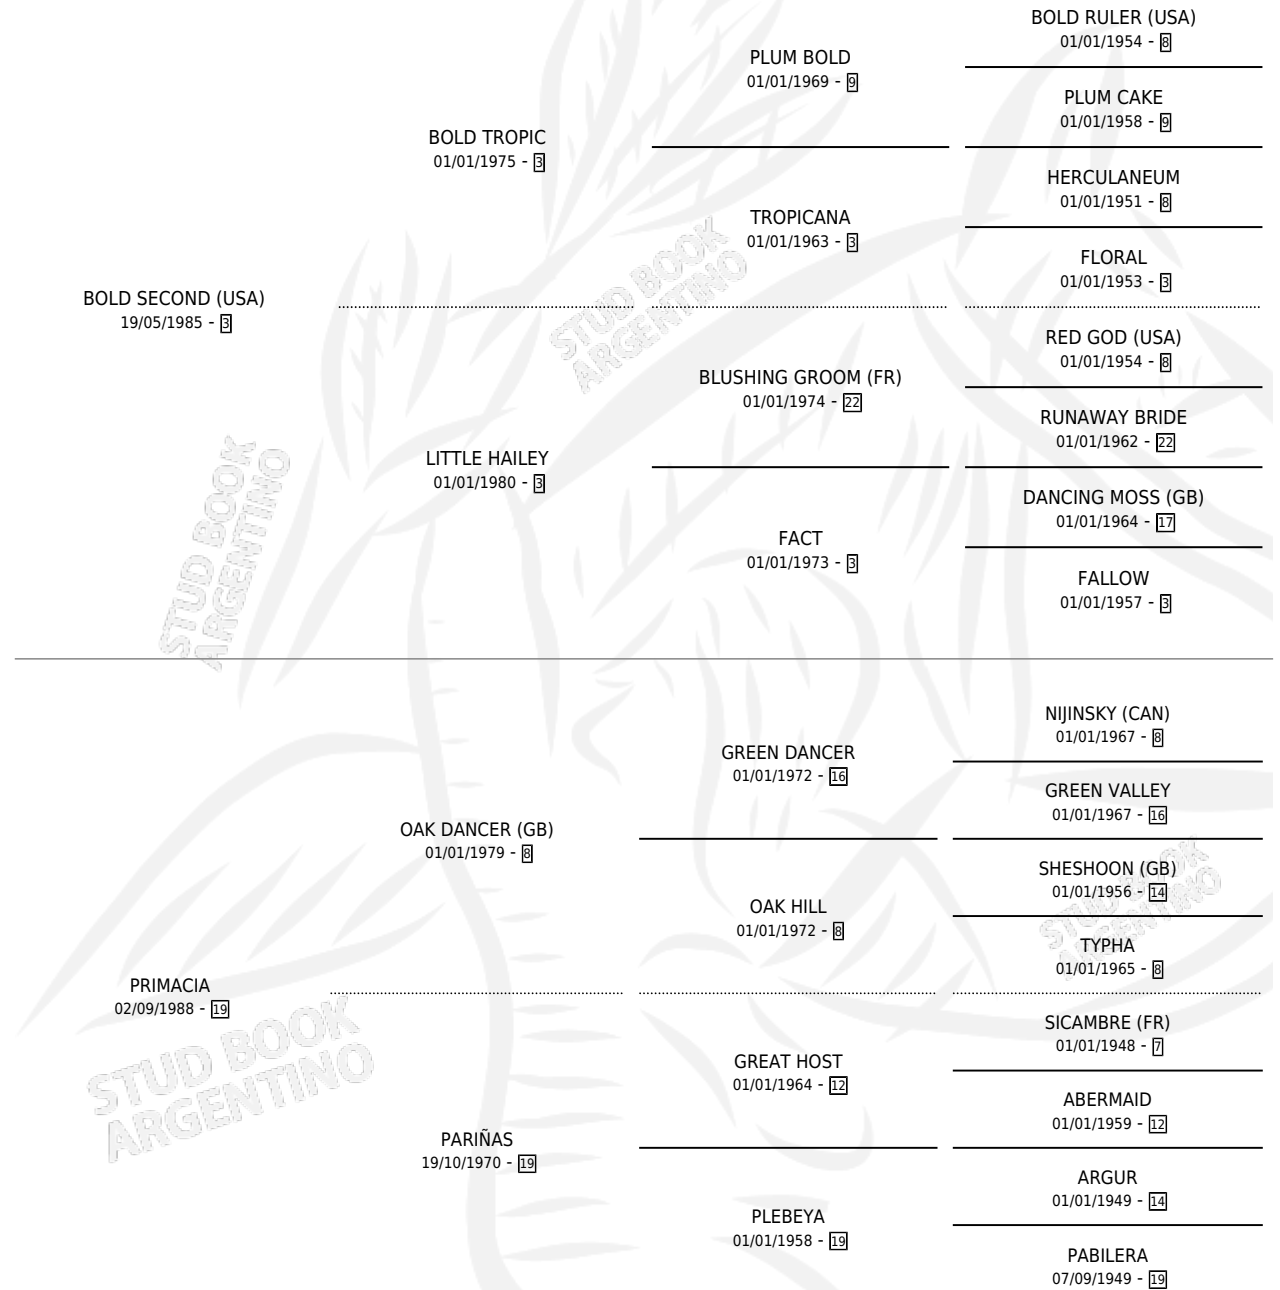 BOLD RULER (USA)
01/01/1954 - 8
PLUM BOLD
01/01/1969 - 9
PLUM CAKE
01/01/1958 - 9
BOLD TROPIC
01/01/1975 - 3
HERCULANEUM
01/01/1951 - 8
TROPICANA
01/01/1963 - 3
FLORAL
01/01/1953 - 3
BOLD SECOND (USA)
19/05/1985 - 3
RED GOD (USA)
01/01/1954 - 8
BLUSHING GROOM (FR)
01/01/1974 - 22
RUNAWAY BRIDE
01/01/1962 - 22
LITTLE HAILEY
01/01/1980 - 3
DANCING MOSS (GB)
01/01/1964 - 17
FACT
01/01/1973 - 3
FALLOW
01/01/1957 - 3
STUD BOOK
ARGENTINO
STUD BOOK
ARGENTINO
NIJINSKY (CAN)
01/01/1967 - 8
GREEN DANCER
01/01/1972 - 16
GREEN VALLEY
01/01/1967 - 16
OAK DANCER (GB)
01/01/1979 - 8
SHESHOON (GB)
01/01/1956 - 14
OAK HILL
01/01/1972 - 8
TYPHA
01/01/1965 - 8
PRIMACIA
02/09/1988 - 19
SICAMBRE (FR)
01/01/1948 - 7
GREAT HOST
01/01/1964 - 12
ABERMAID
01/01/1959 - 12
PARIÑAS
19/10/1970 - 19
ARGUR
01/01/1949 - 14
PLEBEYA
01/01/1958 - 19
PABILERA
07/09/1949 - 19
STUD BOOK
ARGENTINO
STUD BOOK
ARGENTINO